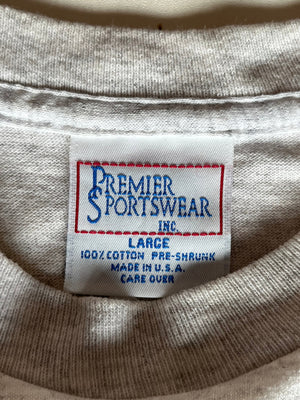 PREMIER
SPORTSWEAR
INC.
LARGE
100% COTTON PRE-SHRUNK
MADE IN U.S.A.
CARE OVER